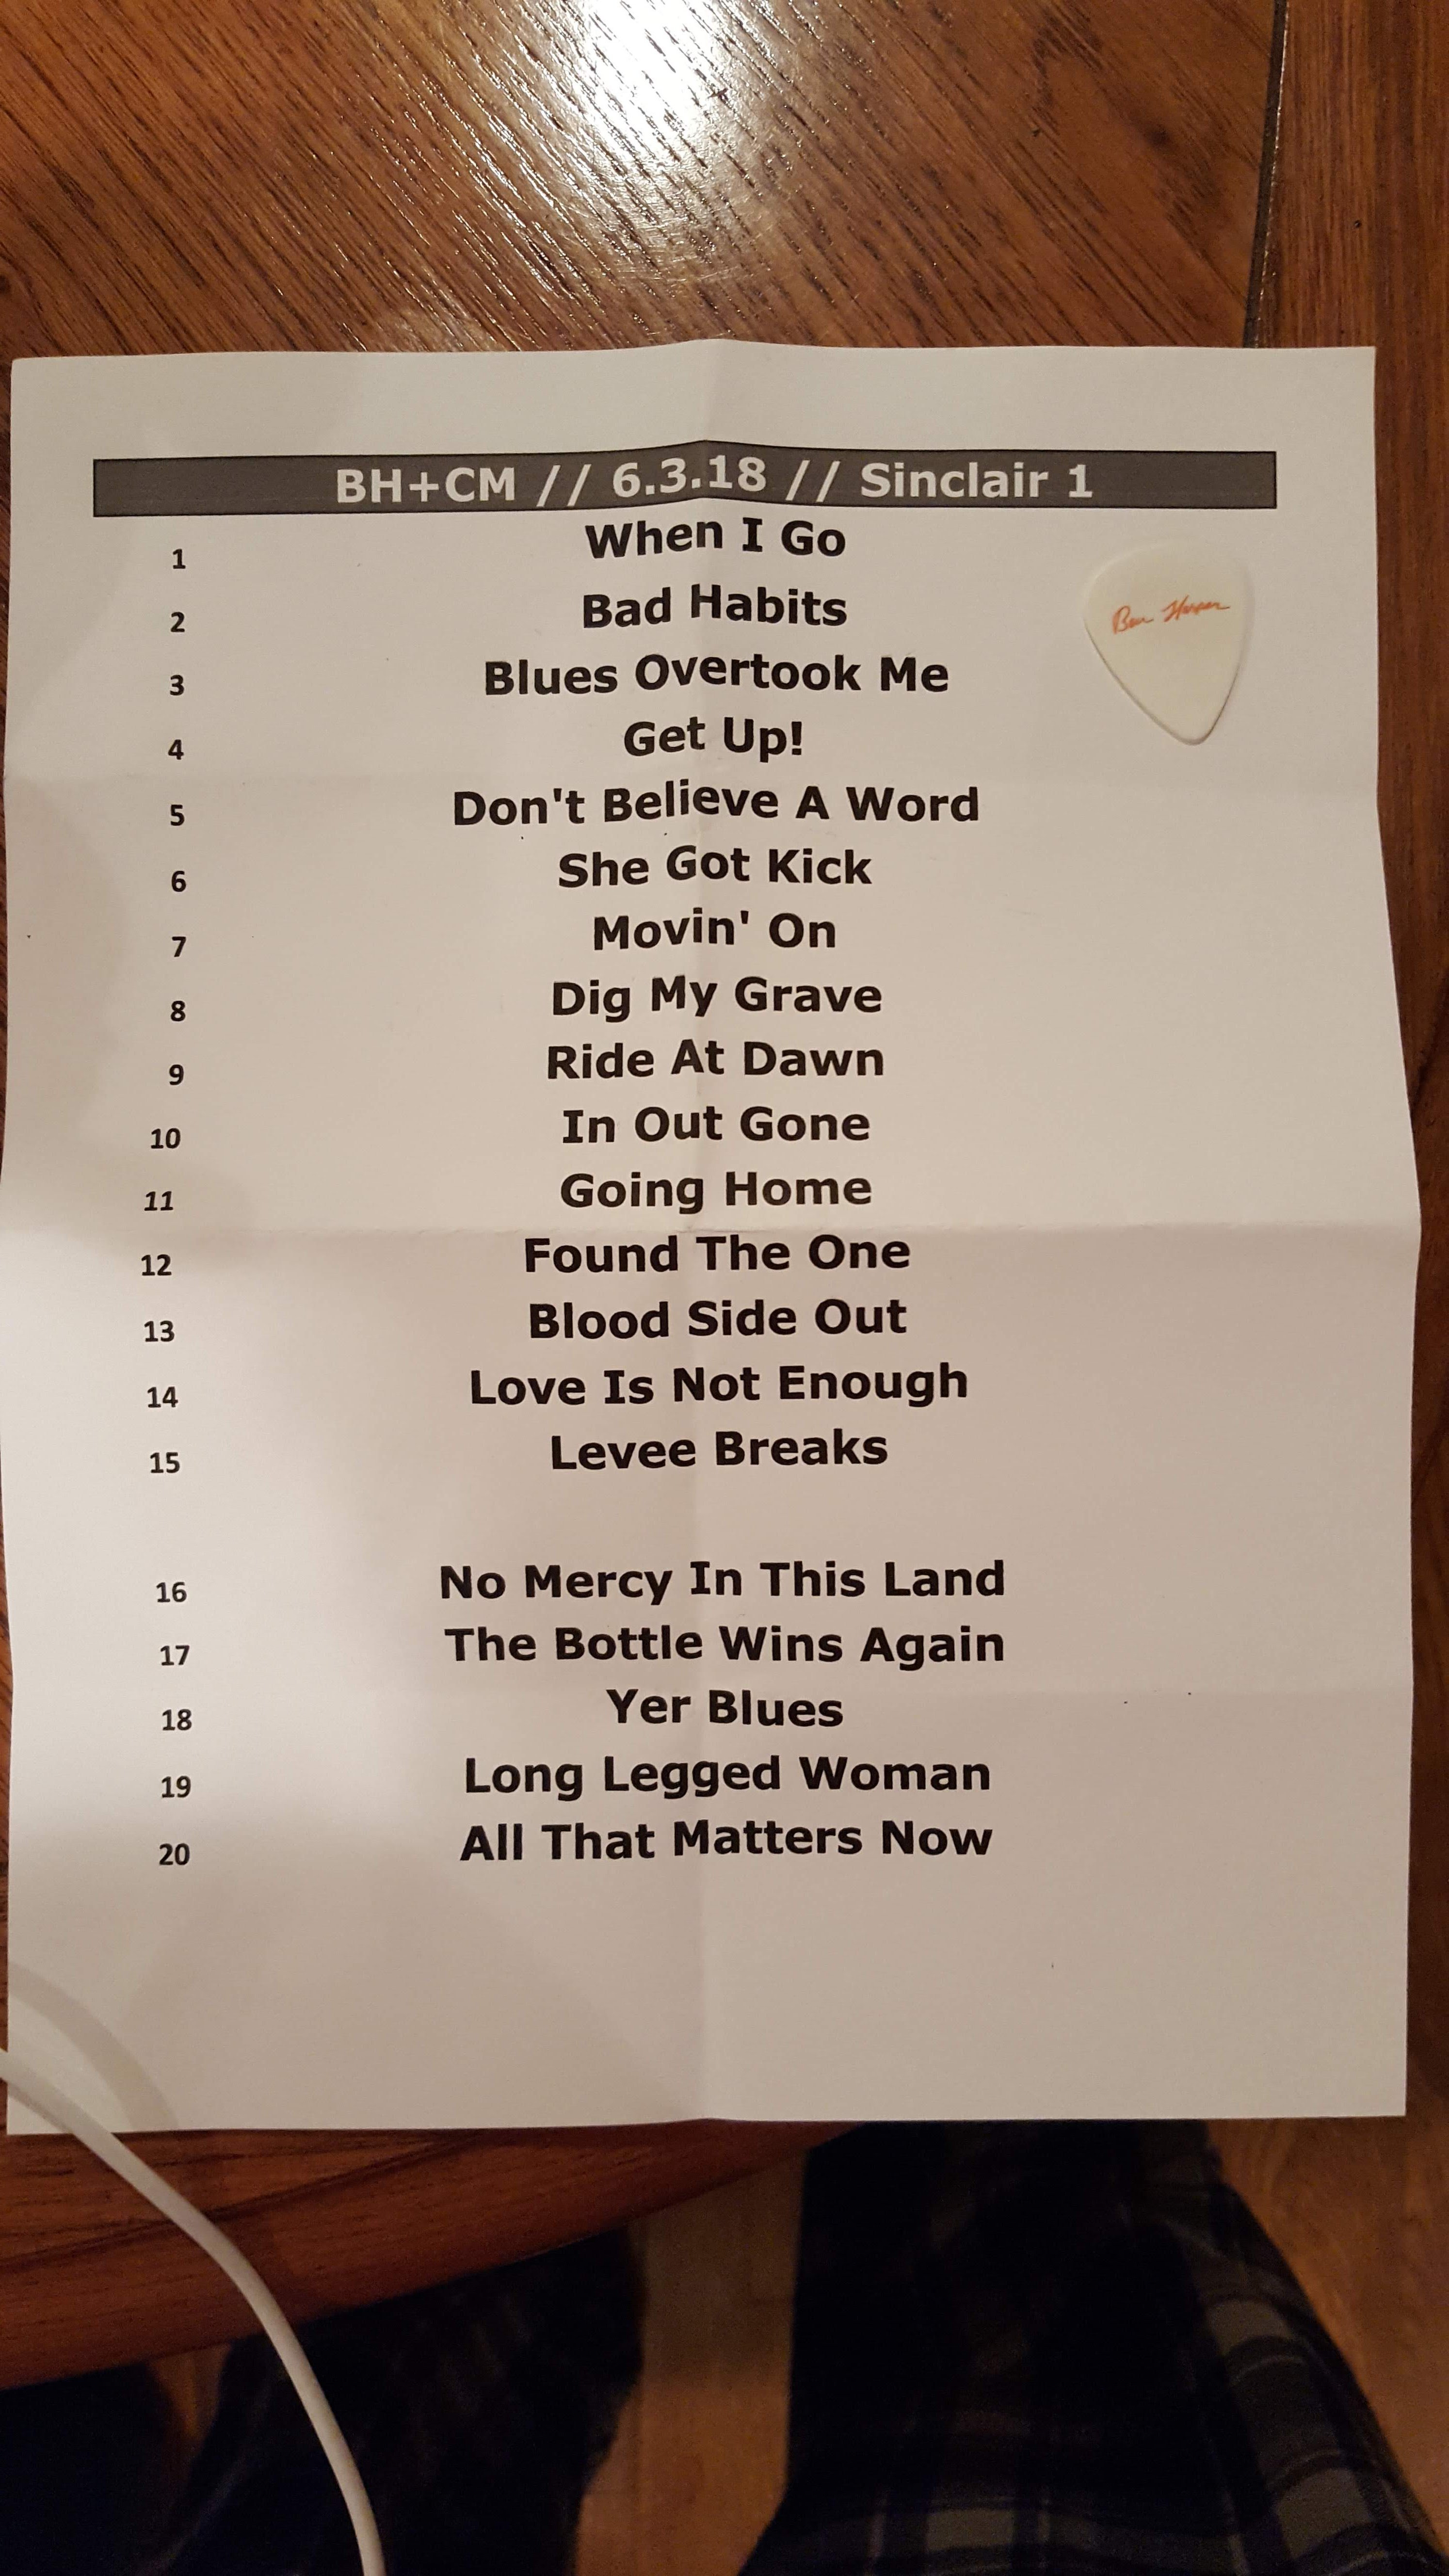 BH+CM // 6.3.18 // Sinclair 1
1 When I Go
2 Bad Habits
3 Blues Overtook Me
4 Get Up!
5 Don't Believe A Word
6 She Got Kick
7 Movin' On
8 Dig My Grave
9 Ride At Dawn
10 In Out Gone
11 Going Home
12 Found The One
13 Blood Side Out
14 Love Is Not Enough
15 Levee Breaks
16 No Mercy In This Land
17 The Bottle Wins Again
18 Yer Blues
19 Long Legged Woman
20 All That Matters Now
Ben Harper